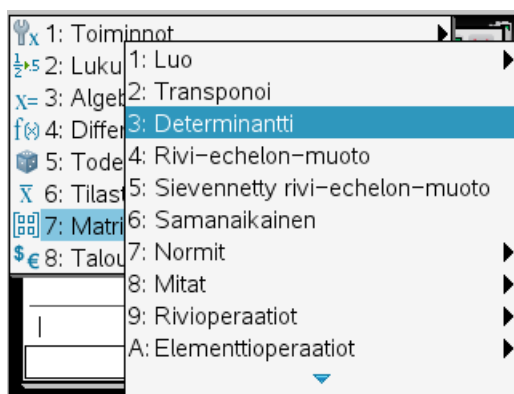 1: Toiminnot
2: Luku
3: Algeb
4: Differ
5: Tode
6: Tilast
7: Matri
8: Talou
1: Luo
2: Transponoi
3: Determinantti
4: Rivi-echelon-muoto
5: Sievennetty rivi-echelon-muoto
6: Samanaikainen
7: Normit
8: Mitat
9: Rivioperaatiot
A: Elementtioperaatiot